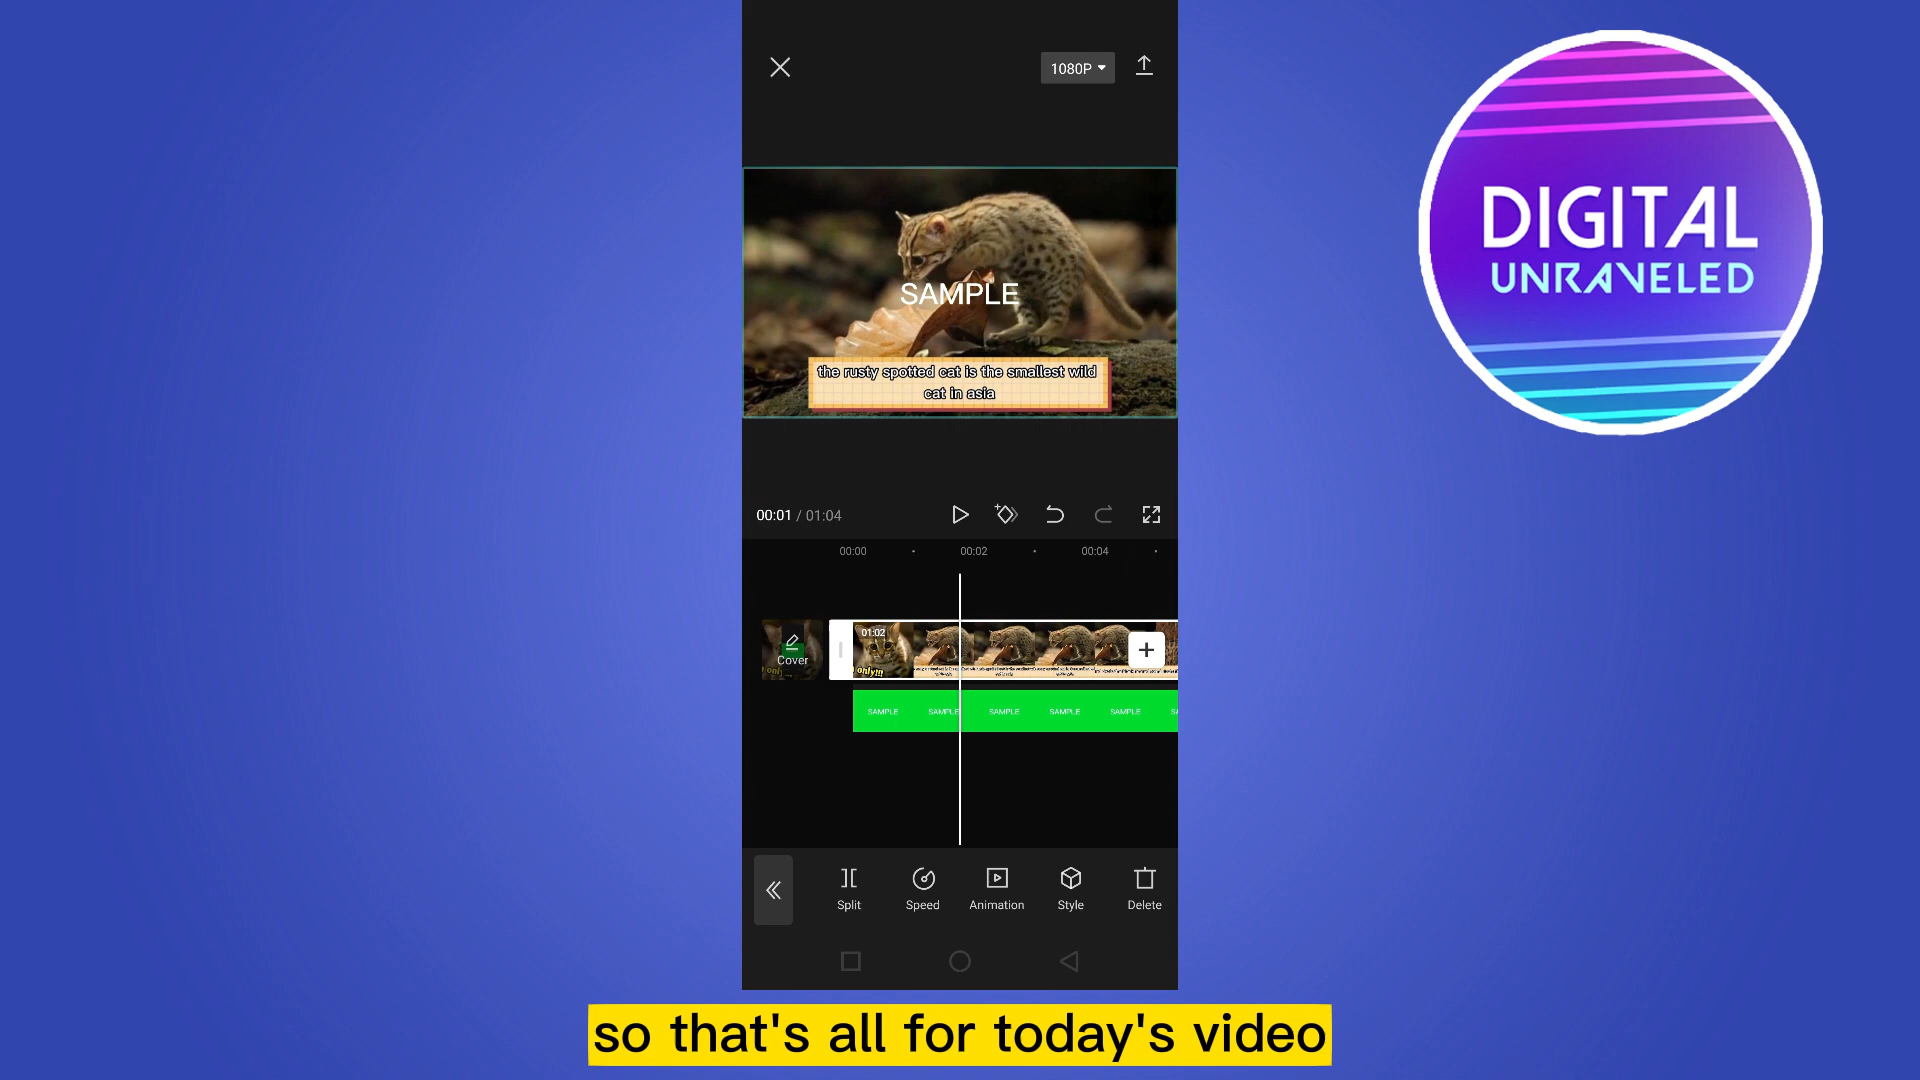 1080P
DIGITAL
UNRAVELED
SAMPLE
the rusty spotted cat is the smallest wild
cat in asia
00:01 / 01:04
00:00
00:02
00:04
Cover
01:02
only!!!
SAMPLE SAMPLE SAMPLE SAMPLE SAMPLE
Split
Speed
Animation
Style
Delete
so that's all for today's video